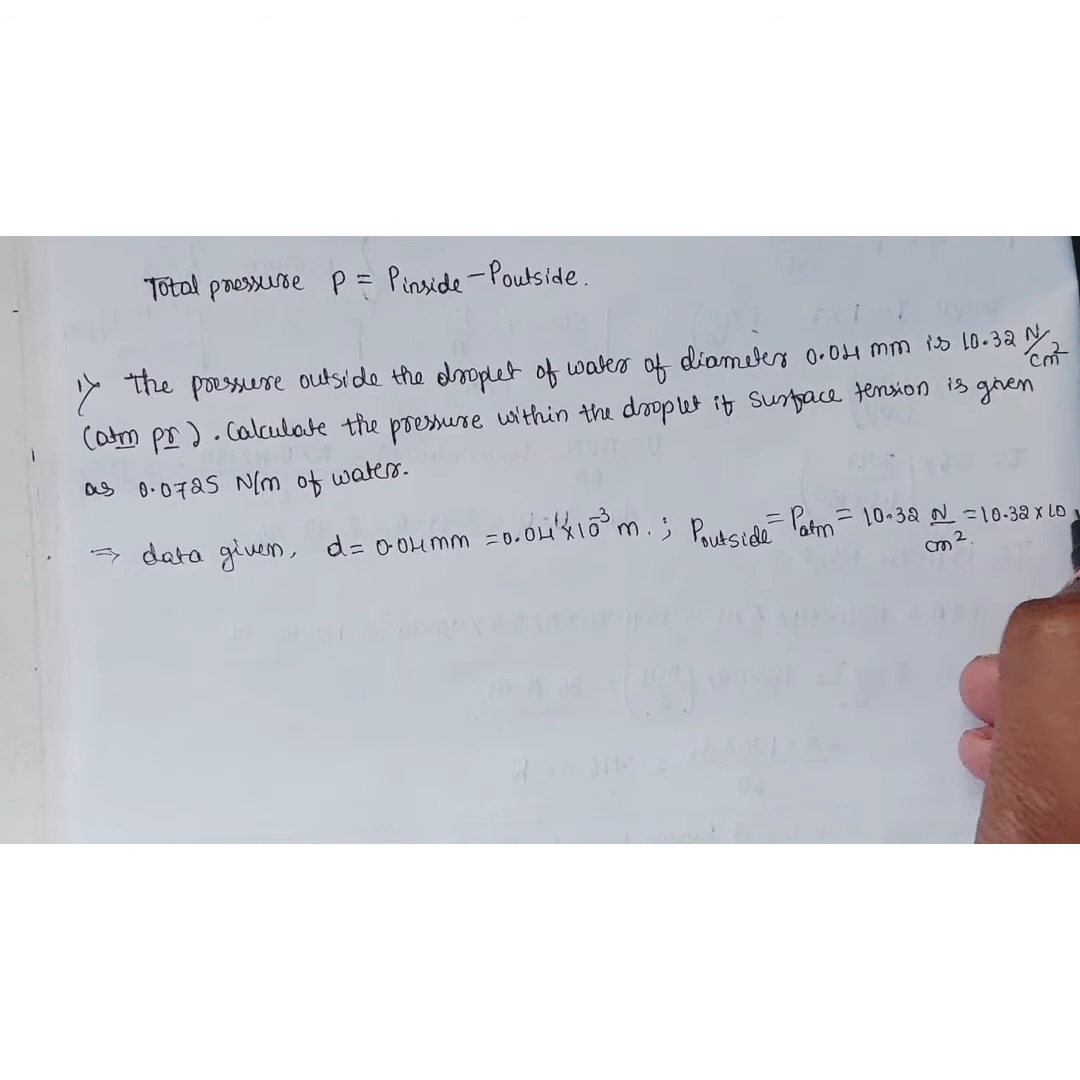 Total pressure P = Pinside - Poutside.
1) The pressure outside the droplet of water of diameter 0.04 mm is 10.32 N/cm²
(atm pr). Calculate the pressure within the droplet if surface tension is given
as 0.0725 N/m of water.
⇒ data given, d = 0.04mm = 0.04 × 10⁻³ m. ; Poutside = Patm = 10.32 N/cm². = 10.32 × 10